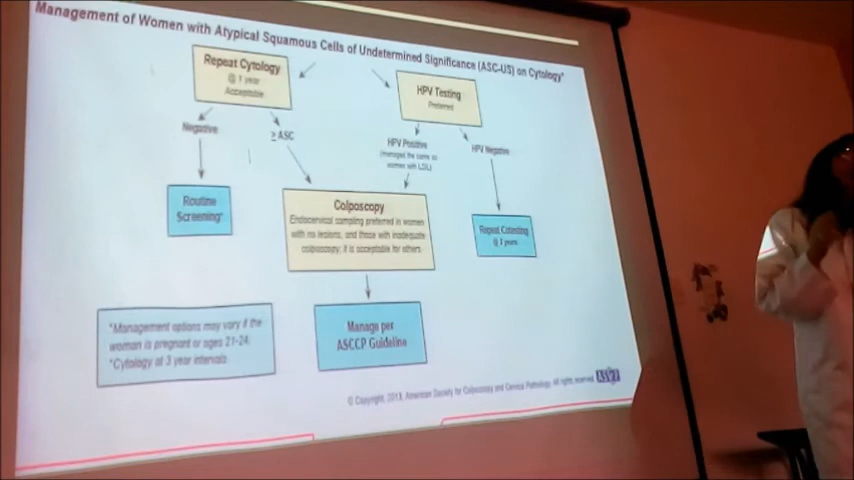 Management of Women with Atypical Squamous Cells of Undetermined Significance (ASC-US) on Cytology*
Repeat Cytology
@ 1 year
Acceptable
HPV Testing
Preferred
Negative
≥ ASC
HPV Positive
(manages the same as
women with LSIL)
HPV Negative
Routine
Screening⁺
Colposcopy
Endocervical sampling preferred in women
with no lesions, and those with inadequate
colposcopy; it is acceptable for others
Repeat Cotesting
@ 3 years
Manage per
ASCCP Guideline
*Management options may vary if the
woman is pregnant or ages 21-24.
⁺Cytology at 3 year intervals
© Copyright, 2013, American Society for Colposcopy and Cervical Pathology. All rights reserved.